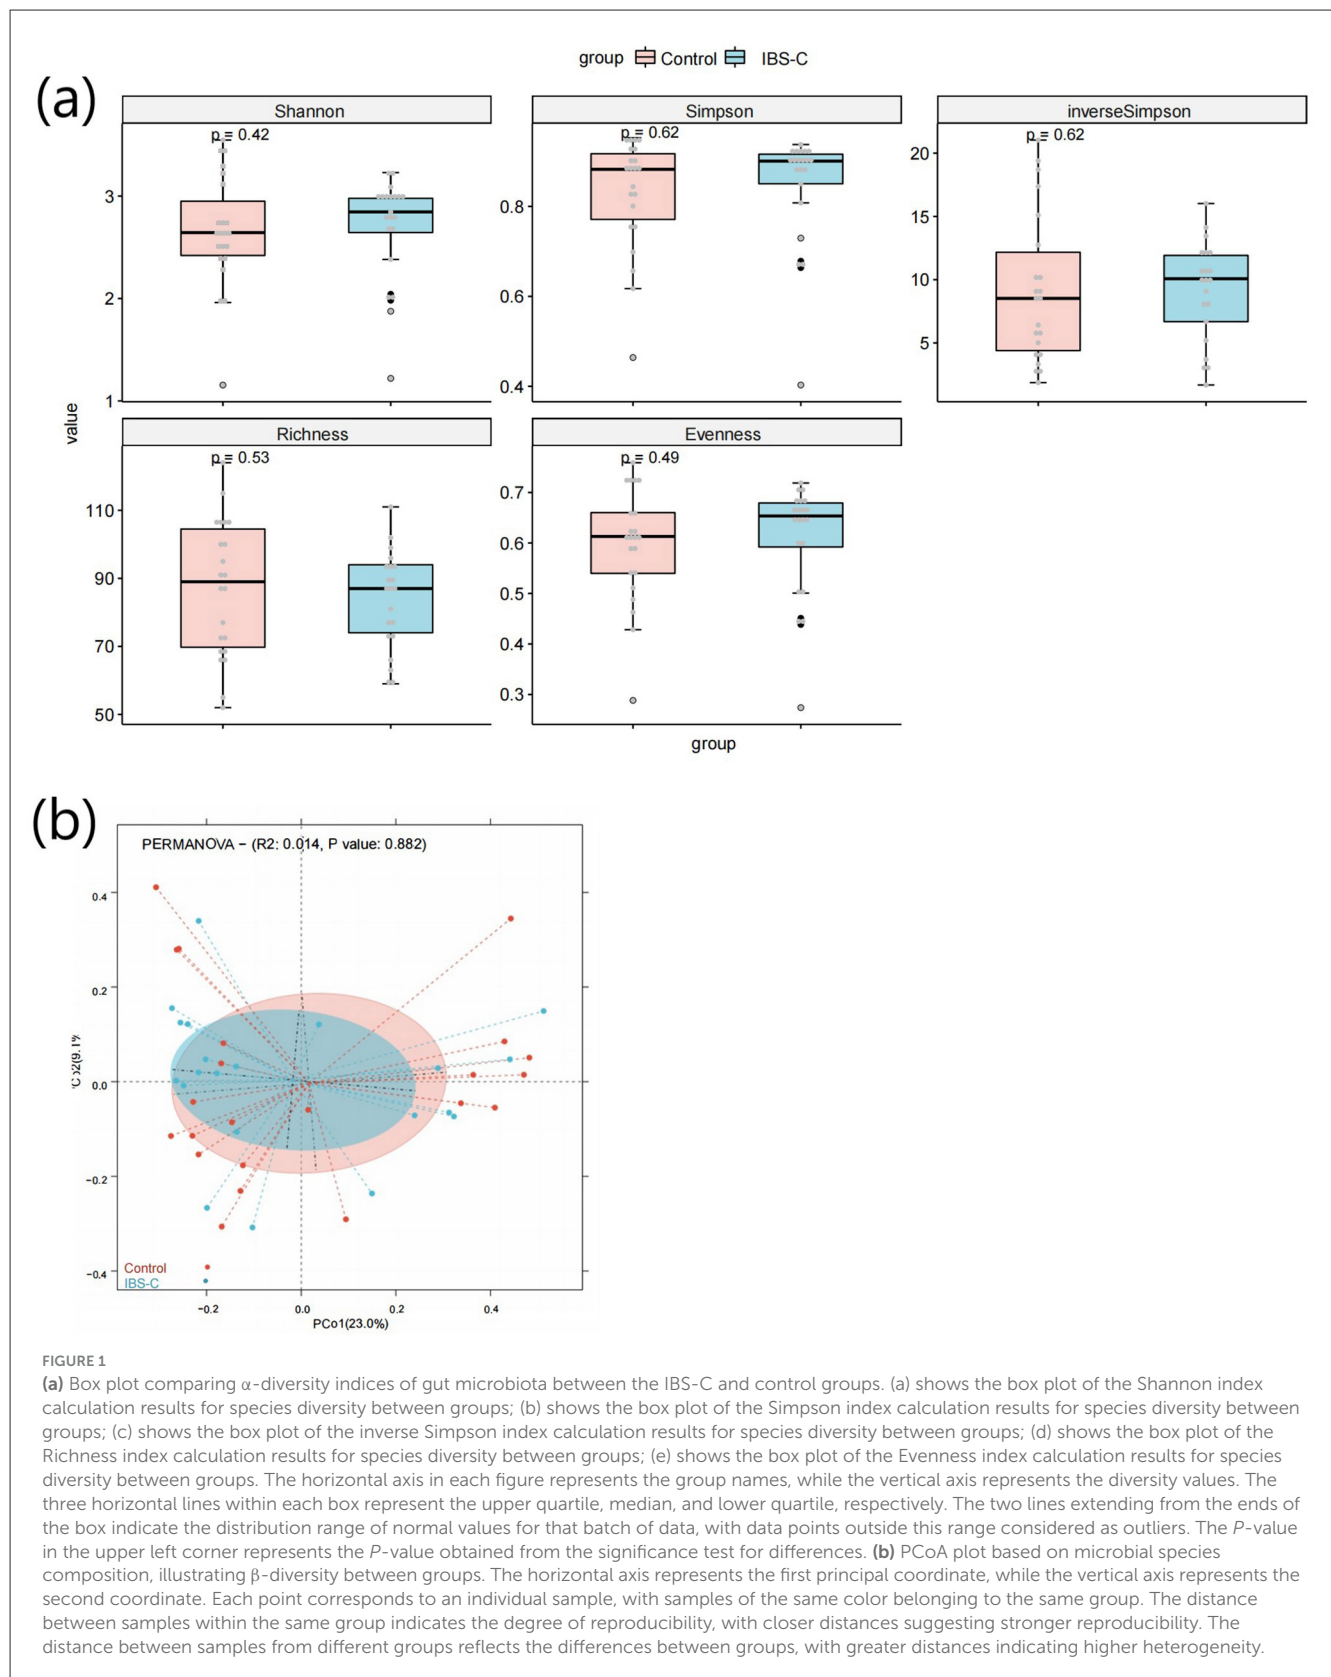 group Control IBS-C
(a)
Shannon
p = 0.42
3
2
1
Simpson
p = 0.62
0.8
0.6
0.4
inverseSimpson
p = 0.62
20
15
10
5
value
Richness
p = 0.53
110
90
70
50
Evenness
p = 0.49
0.7
0.6
0.5
0.4
0.3
group
(b)
PERMANOVA – (R2: 0.014, P value: 0.882)
0.4
0.2
0.0
−0.2
−0.4
Control
IBS-C
−0.2 0.0 0.2 0.4
PCo1(23.0%)
FIGURE 1
(a) Box plot comparing α-diversity indices of gut microbiota between the IBS-C and control groups. (a) shows the box plot of the Shannon index
calculation results for species diversity between groups; (b) shows the box plot of the Simpson index calculation results for species diversity between
groups; (c) shows the box plot of the inverse Simpson index calculation results for species diversity between groups; (d) shows the box plot of the
Richness index calculation results for species diversity between groups; (e) shows the box plot of the Evenness index calculation results for species
diversity between groups. The horizontal axis in each figure represents the group names, while the vertical axis represents the diversity values. The
three horizontal lines within each box represent the upper quartile, median, and lower quartile, respectively. The two lines extending from the ends of
the box indicate the distribution range of normal values for that batch of data, with data points outside this range considered as outliers. The P-value
in the upper left corner represents the P-value obtained from the significance test for differences. (b) PCoA plot based on microbial species
composition, illustrating β-diversity between groups. The horizontal axis represents the first principal coordinate, while the vertical axis represents the
second coordinate. Each point corresponds to an individual sample, with samples of the same color belonging to the same group. The distance
between samples within the same group indicates the degree of reproducibility, with closer distances suggesting stronger reproducibility. The
distance between samples from different groups reflects the differences between groups, with greater distances indicating higher heterogeneity.